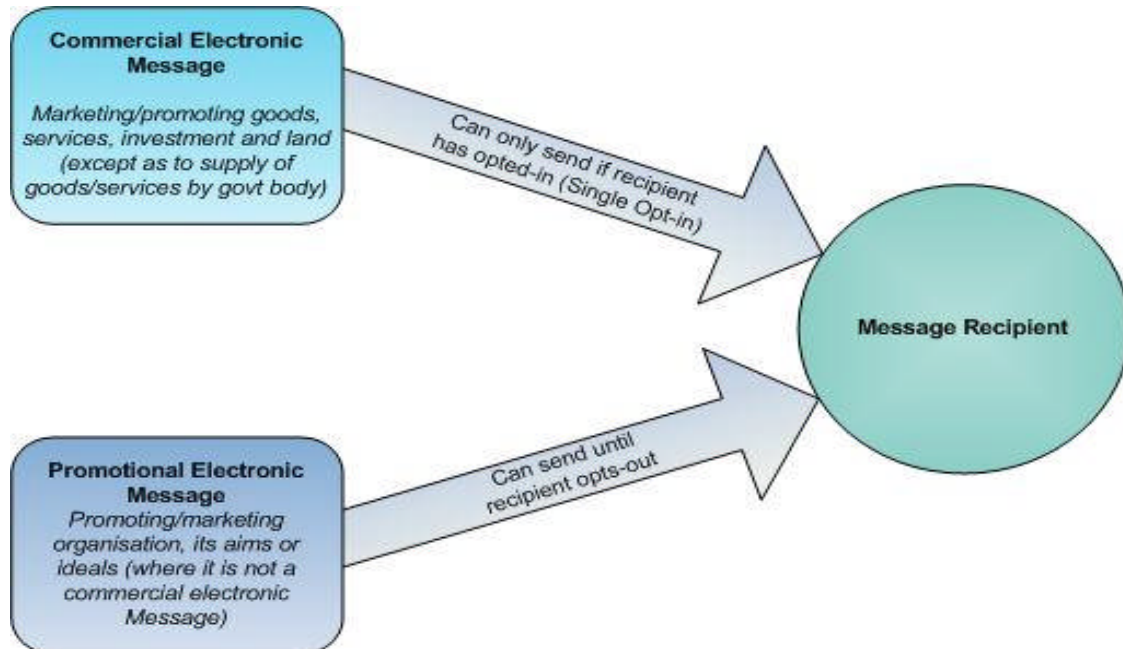 Commercial Electronic
Message
Marketing/promoting goods,
services, investment and land
(except as to supply of
goods/services by govt body)
Can only send if recipient
has opted-in (Single Opt-in)
Message Recipient
Promotional Electronic
Message
Promoting/marketing
organisation, its aims or
ideals (where it is not a
commercial electronic
Message)
Can send until
recipient opts-out